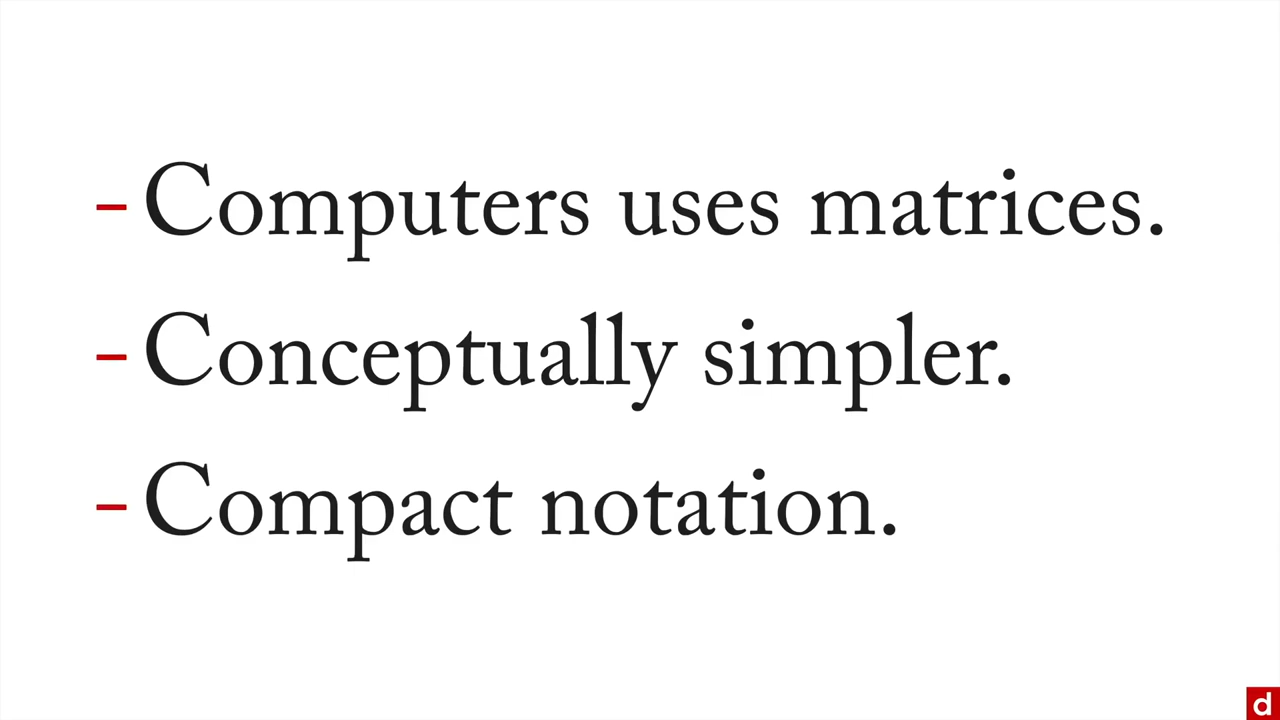 - Computers uses matrices.
- Conceptually simpler.
- Compact notation.
d